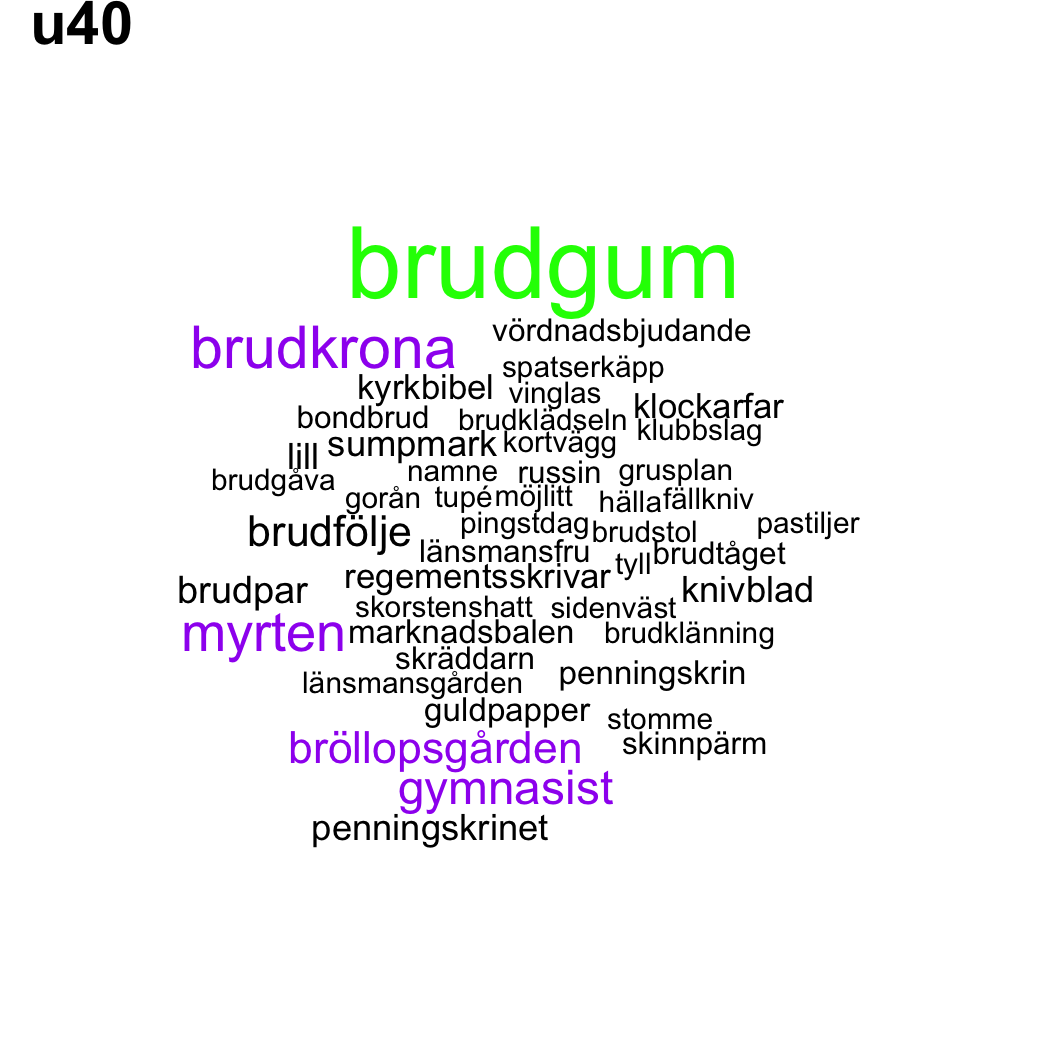 u40
brudgum
vördnadsbjudande
brudkrona
spatserkäpp
kyrkbibel
vinglas
klockarfar
bondbrud
brudklädseln
klubbslag
sumpmark
kortvägg
lill
namne
russin
grusplan
brudgåva
gorån
tupé
möjlitt
hälla
fällkniv
pingstdag
pastiljer
brudfölje
brudstol
länsmansfru
brudtåget
tyll
regementsskrivar
brudpar
knivblad
skorstenshatt
sidenväst
myrten
marknadsbalen
brudklänning
skräddarn
penningskrin
länsmansgården
guldpapper
stomme
bröllopsgården
skinnpärm
gymnasist
penningskrinet